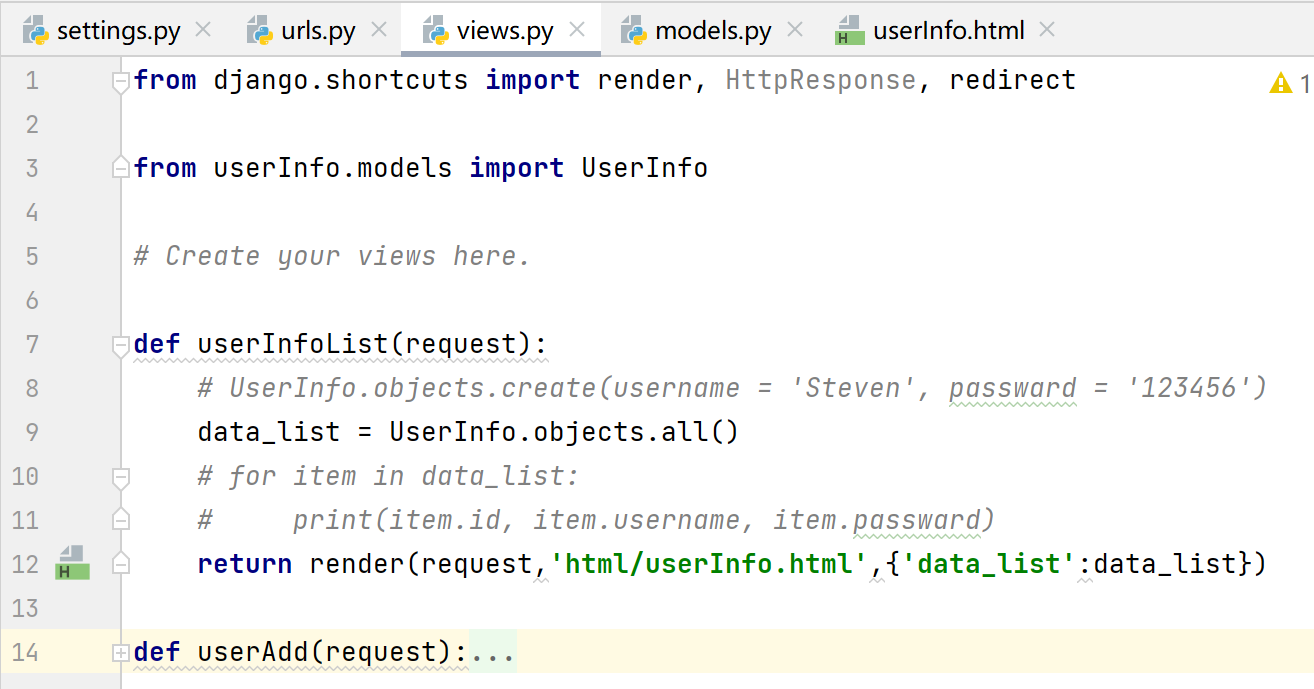 settings.py urls.py views.py models.py H userInfo.html
1 from django.shortcuts import render, HttpResponse, redirect 1
2
3 from userInfo.models import UserInfo
4
5 # Create your views here.
6
7 def userInfoList(request):
8 # UserInfo.objects.create(username = 'Steven', passward = '123456')
9 data_list = UserInfo.objects.all()
10 # for item in data_list:
11 #     print(item.id, item.username, item.passward)
12 H return render(request,'html/userInfo.html',{'data_list':data_list})
13
14 def userAdd(request):...